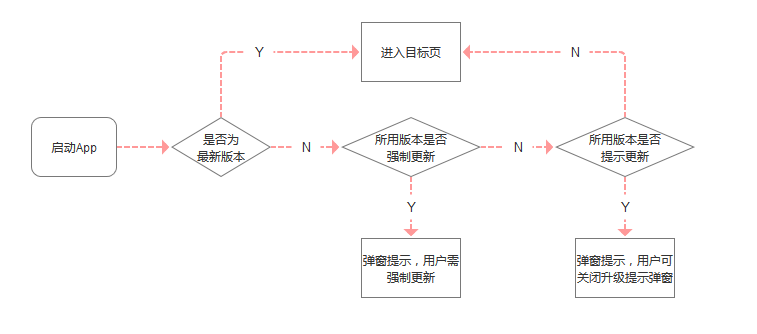 Y
进入目标页
N
启动App
是否为
最新版本
N
所用版本是否
强制更新
N
所用版本是否
提示更新
Y
Y
弹窗提示，用户需
强制更新
弹窗提示，用户可
关闭升级提示弹窗